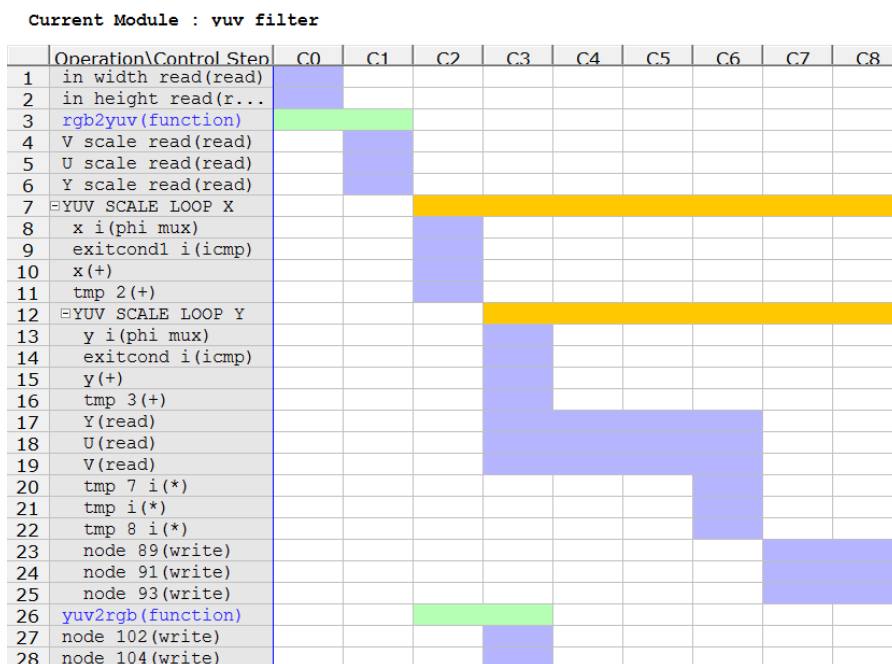 Current Module : yuv filter
Operation\Control Step C0 C1 C2 C3 C4 C5 C6 C7 C8
1 in width read(read)
2 in height read(r...
3 rgb2yuv(function)
4 V scale read(read)
5 U scale read(read)
6 Y scale read(read)
7 YUV SCALE LOOP X
8 x i(phi mux)
9 exitcond1 i(icmp)
10 x(+)
11 tmp 2(+)
12 YUV SCALE LOOP Y
13 y i(phi mux)
14 exitcond i(icmp)
15 y(+)
16 tmp 3(+)
17 Y(read)
18 U(read)
19 V(read)
20 tmp 7 i(*)
21 tmp i(*)
22 tmp 8 i(*)
23 node 89(write)
24 node 91(write)
25 node 93(write)
26 yuv2rgb(function)
27 node 102(write)
28 node 104(write)